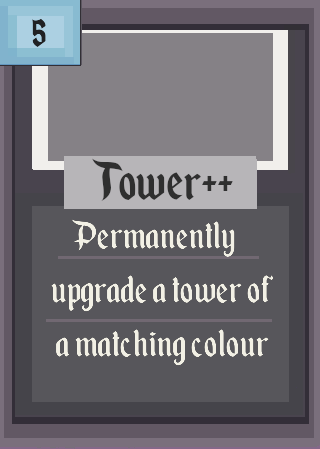 5
Tower++
Permanently
upgrade a tower of
a matching colour